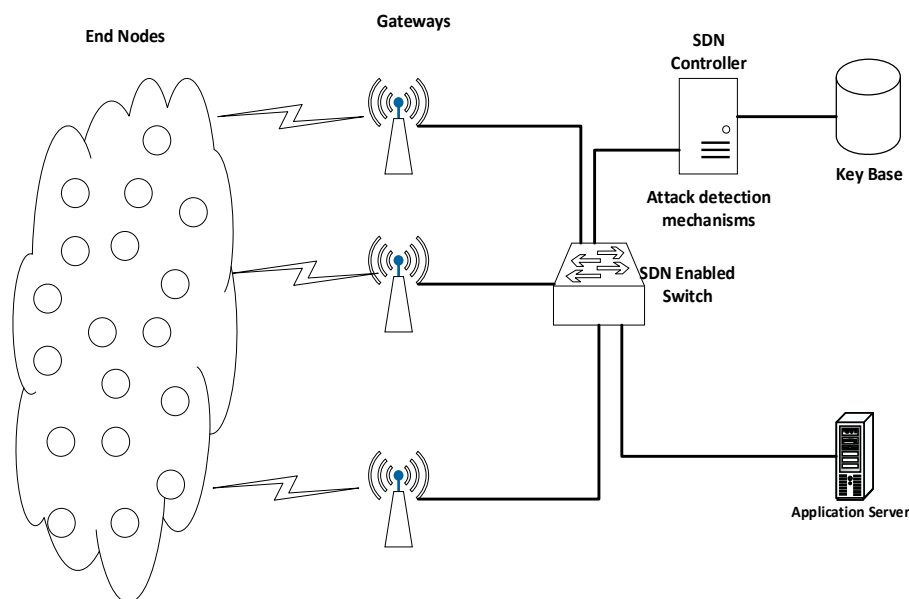 End Nodes
Gateways
SDN
Controller
Key Base
Attack detection
mechanisms
SDN Enabled
Switch
Application Server